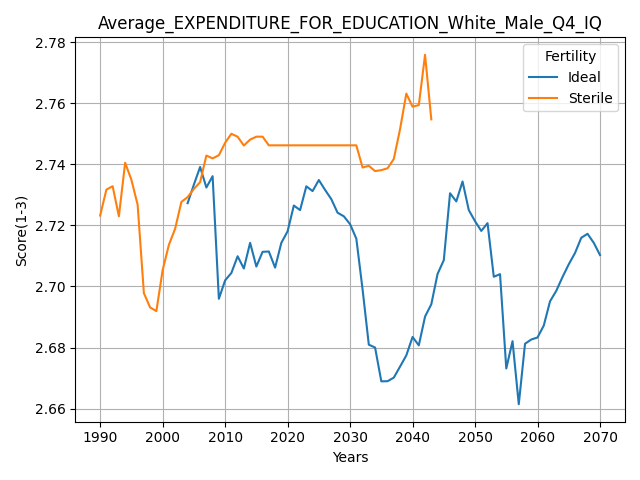 Average_EXPENDITURE_FOR_EDUCATION_White_Male_Q4_IQ
2.78
2.76
2.74
2.72
2.70
2.68
2.66
Score(1-3)
Fertility
Ideal
Sterile
1990 2000 2010 2020 2030 2040 2050 2060 2070
Years